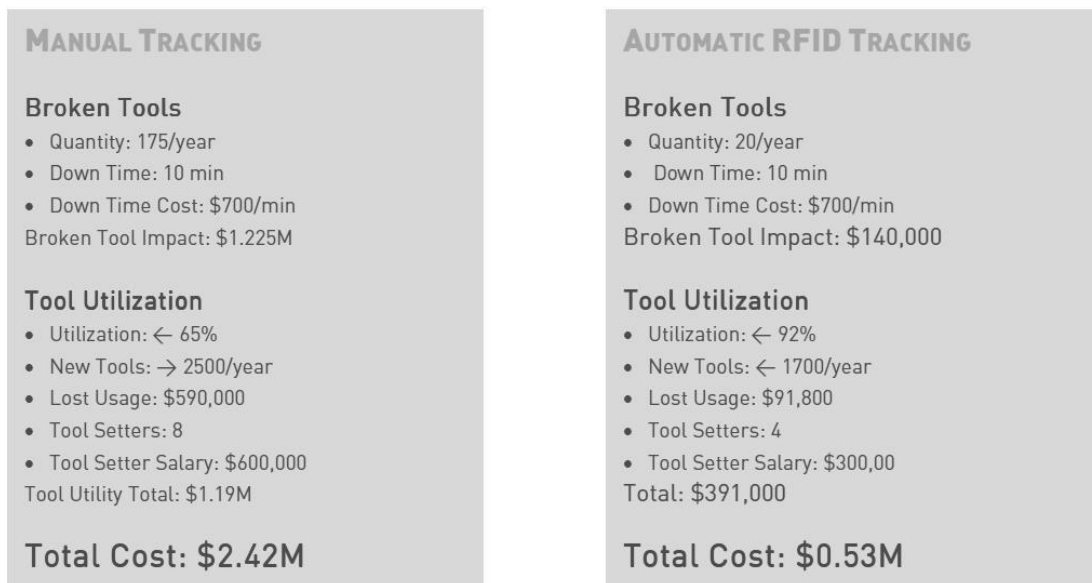 MANUAL TRACKING
Broken Tools
• Quantity: 175/year
• Down Time: 10 min
• Down Time Cost: $700/min
Broken Tool Impact: $1.225M
Tool Utilization
• Utilization: ← 65%
• New Tools: → 2500/year
• Lost Usage: $590,000
• Tool Setters: 8
• Tool Setter Salary: $600,000
Tool Utility Total: $1.19M
Total Cost: $2.42M
AUTOMATIC RFID TRACKING
Broken Tools
• Quantity: 20/year
• Down Time: 10 min
• Down Time Cost: $700/min
Broken Tool Impact: $140,000
Tool Utilization
• Utilization: ← 92%
• New Tools: ← 1700/year
• Lost Usage: $91,800
• Tool Setters: 4
• Tool Setter Salary: $300,00
Total: $391,000
Total Cost: $0.53M